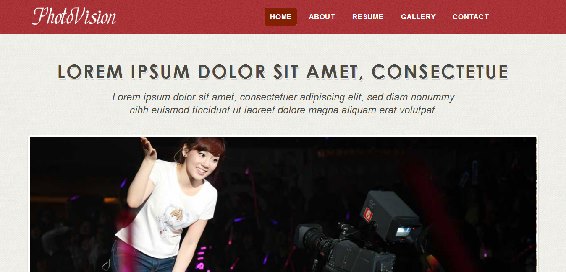 PhotoVision
HOME ABOUT RESUME GALLERY CONTACT
LOREM IPSUM DOLOR SIT AMET, CONSECTETUE
Lorem ipsum dolor sit amet, consectetuer adipiscing elit, sed diam nonummy
nibh euismod tincidunt ut laoreet dolore magna aliquam erat volutpat